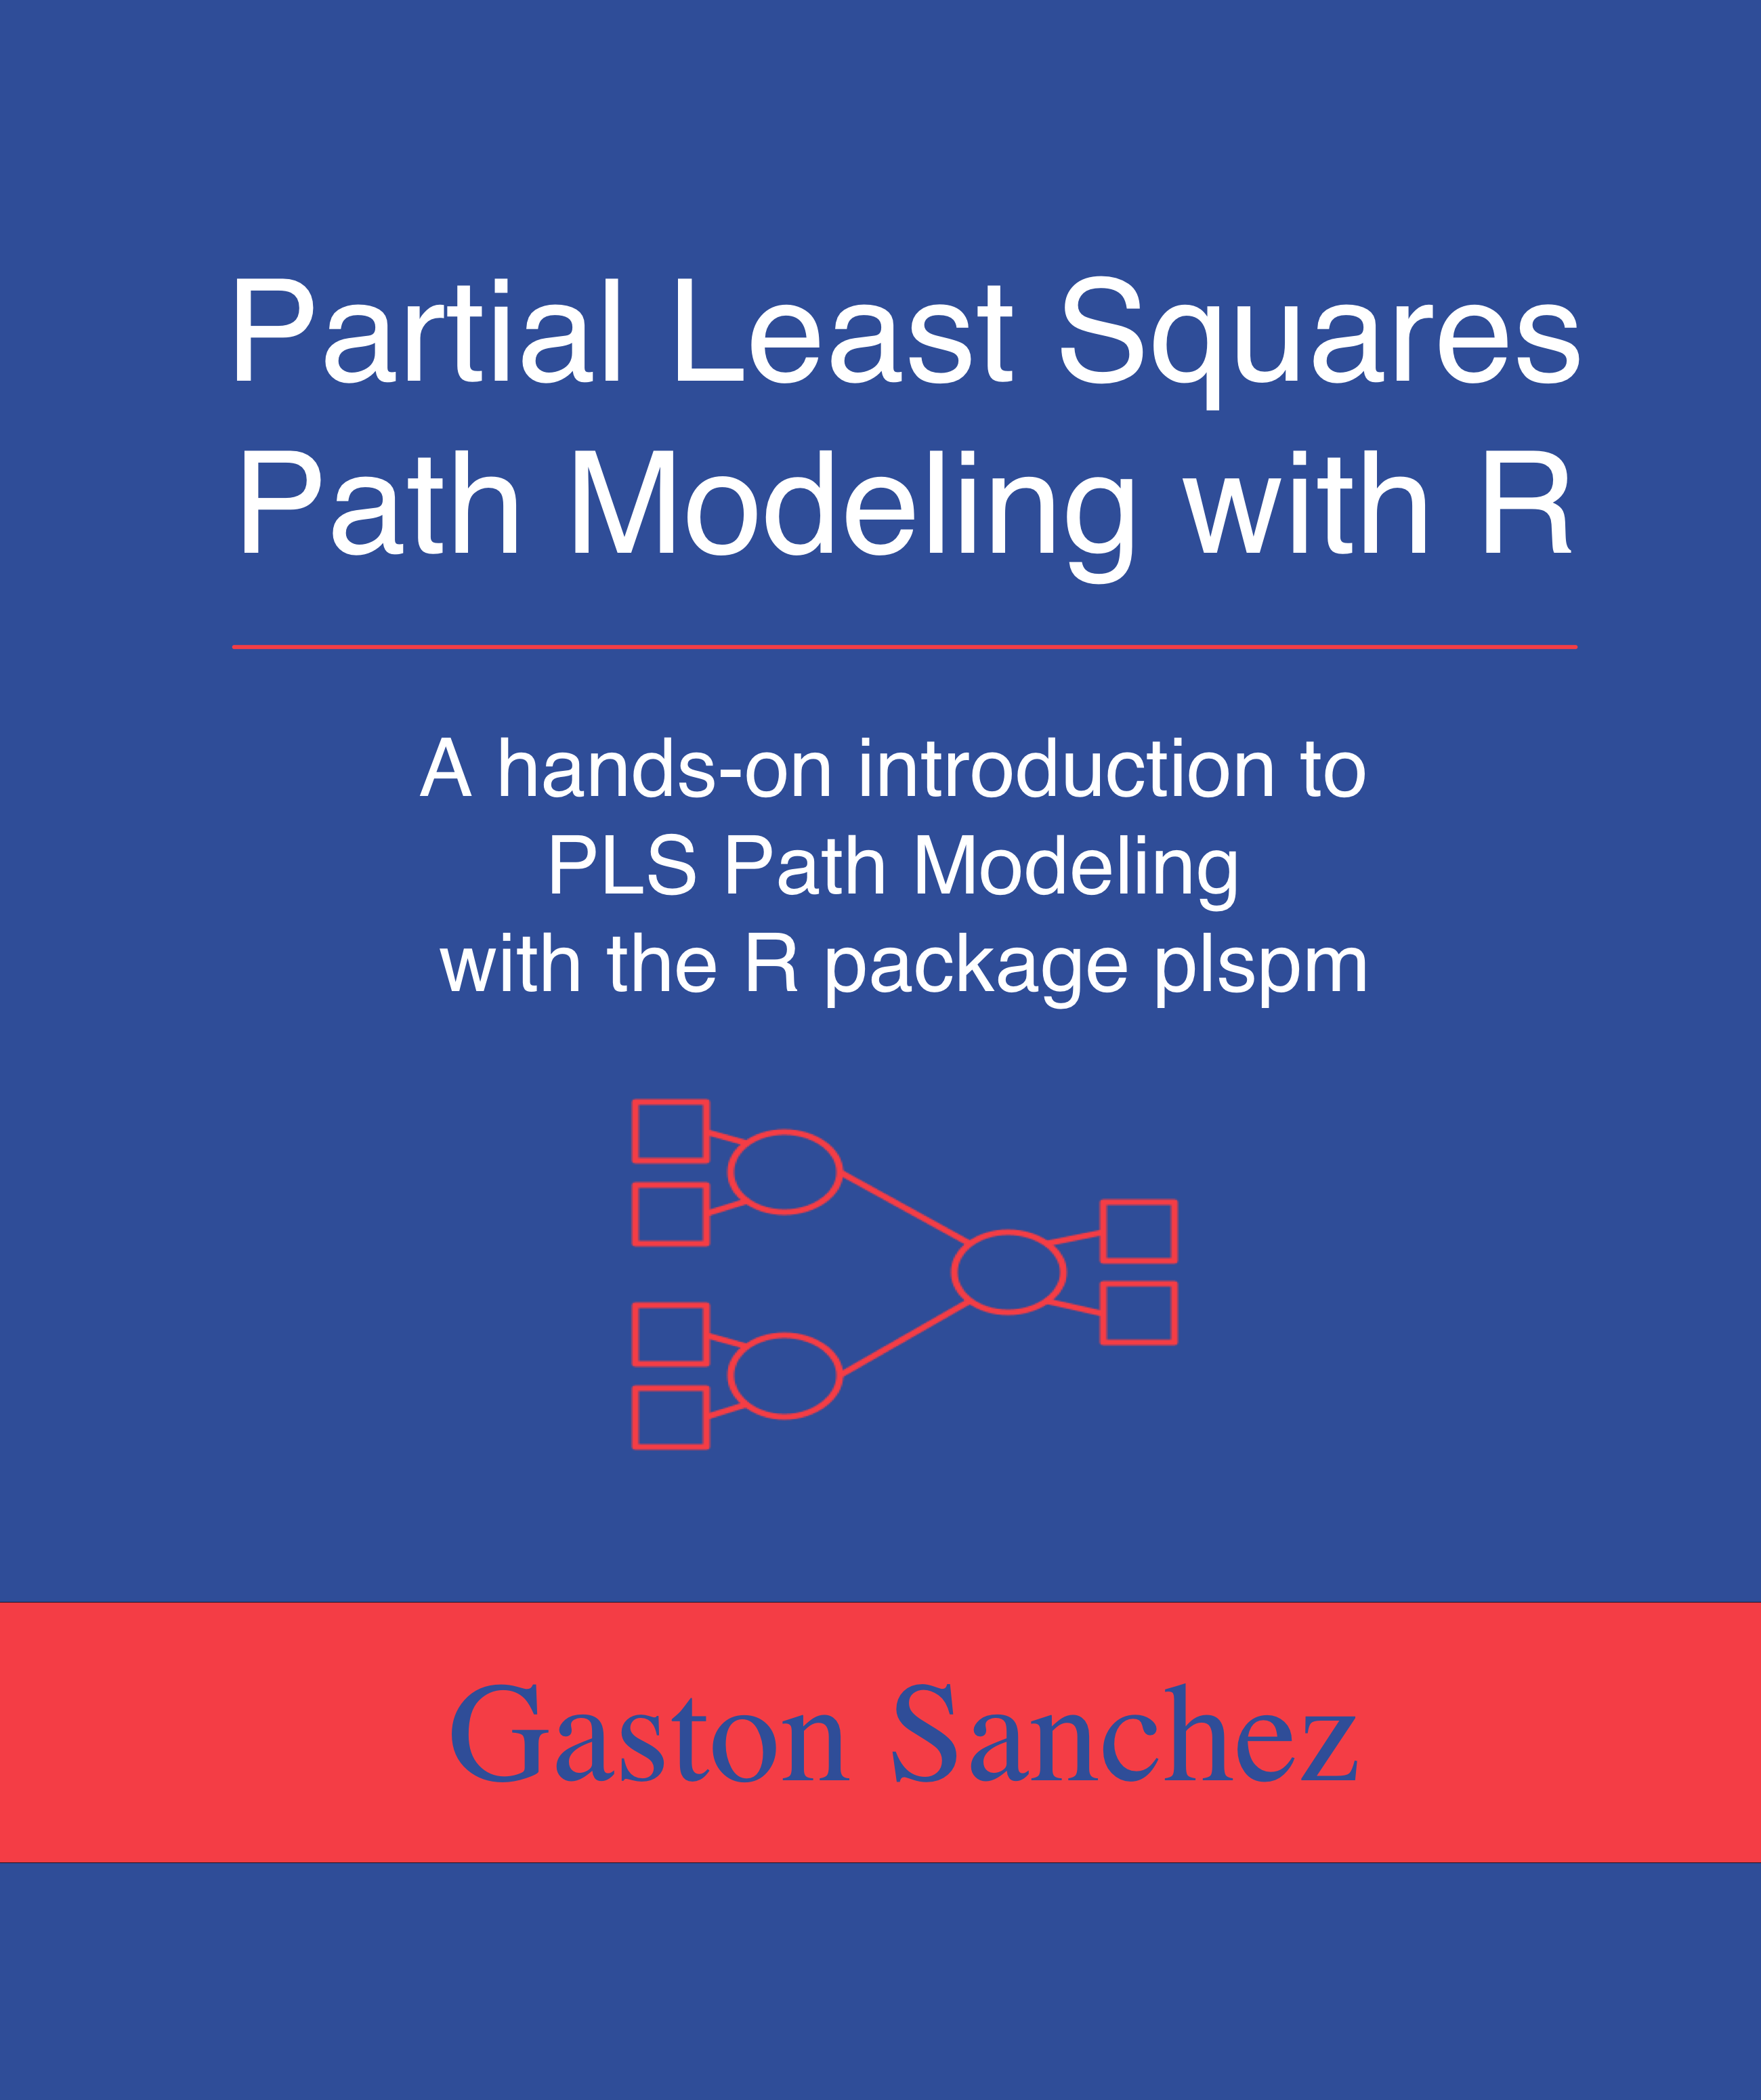 Partial Least Squares
Path Modeling with R
A hands-on introduction to
PLS Path Modeling
with the R package plspm
Gaston Sanchez